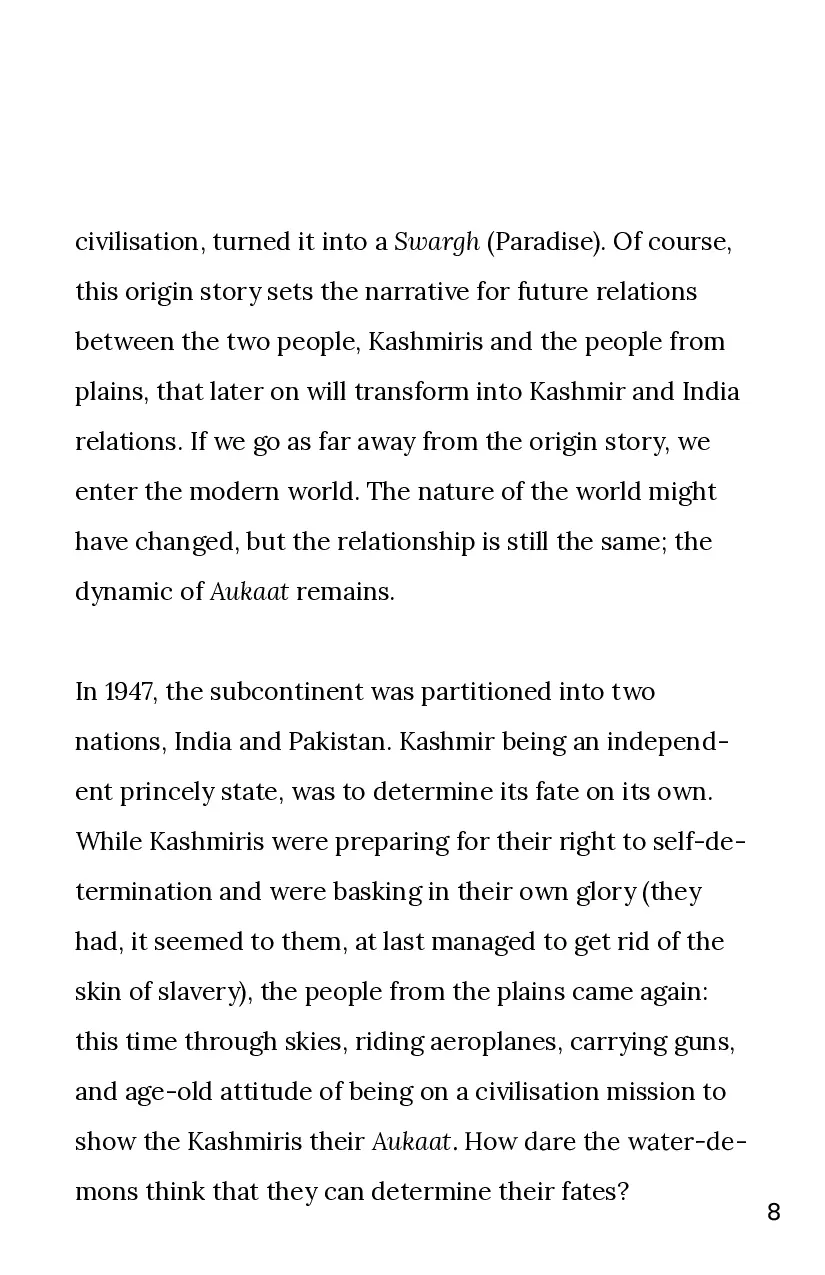 civilisation, turned it into a Swargh (Paradise). Of course,
this origin story sets the narrative for future relations
between the two people, Kashmiris and the people from
plains, that later on will transform into Kashmir and India
relations. If we go as far away from the origin story, we
enter the modern world. The nature of the world might
have changed, but the relationship is still the same; the
dynamic of Aukaat remains.
In 1947, the subcontinent was partitioned into two
nations, India and Pakistan. Kashmir being an independ-
ent princely state, was to determine its fate on its own.
While Kashmiris were preparing for their right to self-de-
termination and were basking in their own glory (they
had, it seemed to them, at last managed to get rid of the
skin of slavery), the people from the plains came again:
this time through skies, riding aeroplanes, carrying guns,
and age-old attitude of being on a civilisation mission to
show the Kashmiris their Aukaat. How dare the water-de-
mons think that they can determine their fates?
8